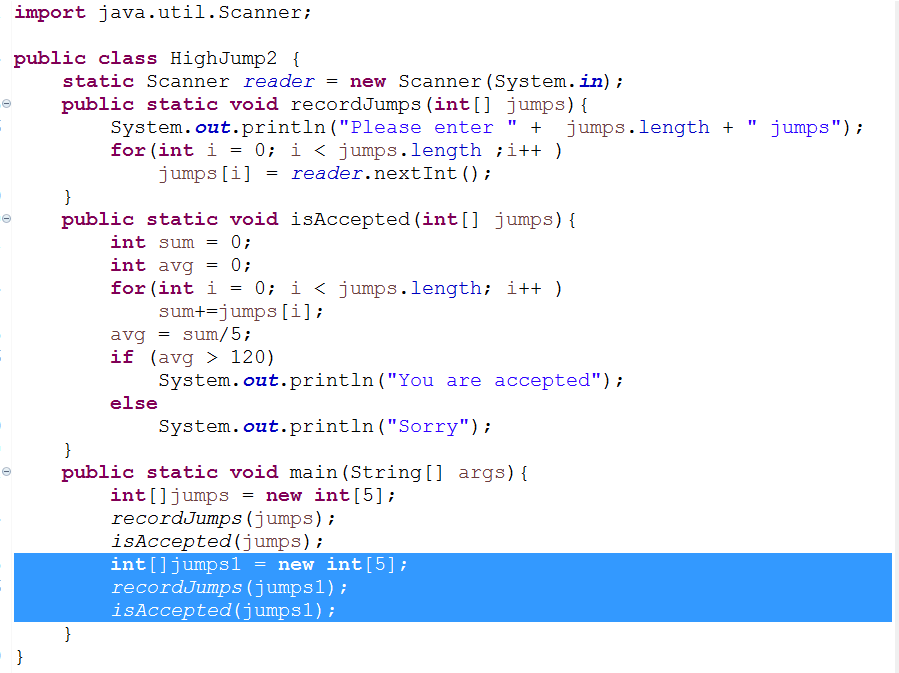 import java.util.Scanner;
public class HighJump2 {
static Scanner reader = new Scanner(System.in);
public static void recordJumps(int[] jumps){
System.out.println("Please enter " +  jumps.length + " jumps");
for(int i = 0; i < jumps.length ;i++ )
jumps[i] = reader.nextInt();
}
public static void isAccepted(int[] jumps){
int sum = 0;
int avg = 0;
for(int i = 0; i < jumps.length; i++ )
sum+=jumps[i];
avg = sum/5;
if (avg > 120)
System.out.println("You are accepted");
else
System.out.println("Sorry");
}
public static void main(String[] args){
int[]jumps = new int[5];
recordJumps(jumps);
isAccepted(jumps);
int[]jumps1 = new int[5];
recordJumps(jumps1);
isAccepted(jumps1);
}
}